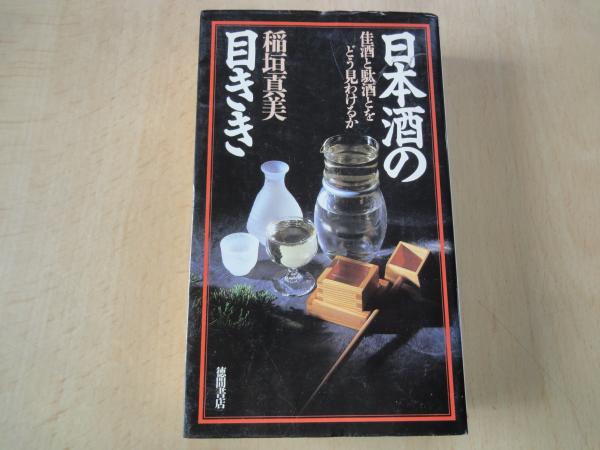 日本酒の
目きき
佳酒と駄酒とを
どう見わけるか
稲垣真美
徳間書店